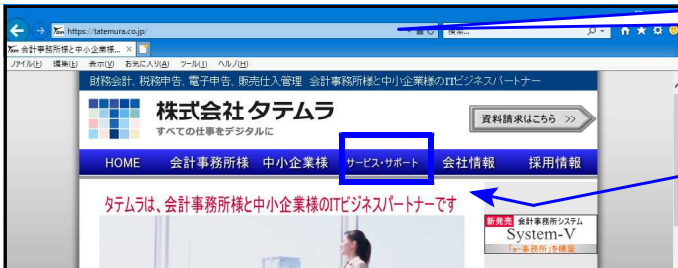 https://tatemura.co.jp/
検索...
会計事務所様と中小企業様...
ファイル(F) 編集(E) 表示(V) お気に入り(A) ツール(T) ヘルプ(H)
財務会計、税務申告、電子申告、販売仕入管理 会計事務所様と中小企業様のITビジネスパートナー
株式会社タテムラ
すべての仕事をデジタルに
資料請求はこちら >>
HOME 会計事務所様 中小企業様 サービス・サポート 会社情報 採用情報
タテムラは、会計事務所様と中小企業様のITビジネスパートナーです
新発売 会計事務所システム
System-V
「e-事務所」を構築